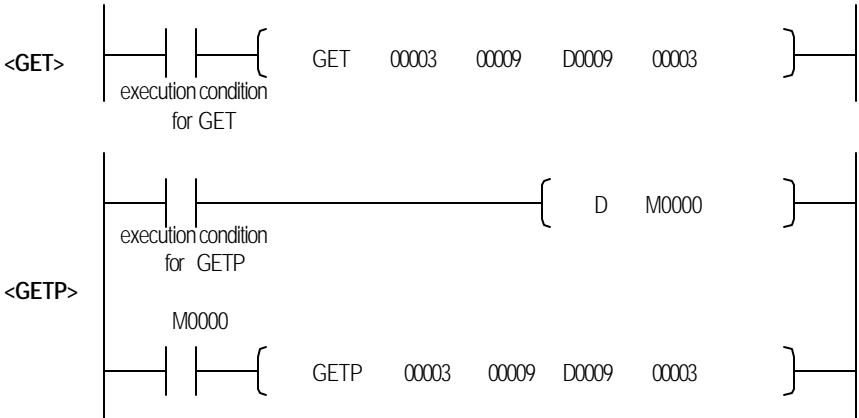 <GET>
GET 00003 00009 D0009 00003
execution condition
for GET
D M0000
execution condition
for GETP
<GETP>
M0000
GETP 00003 00009 D0009 00003